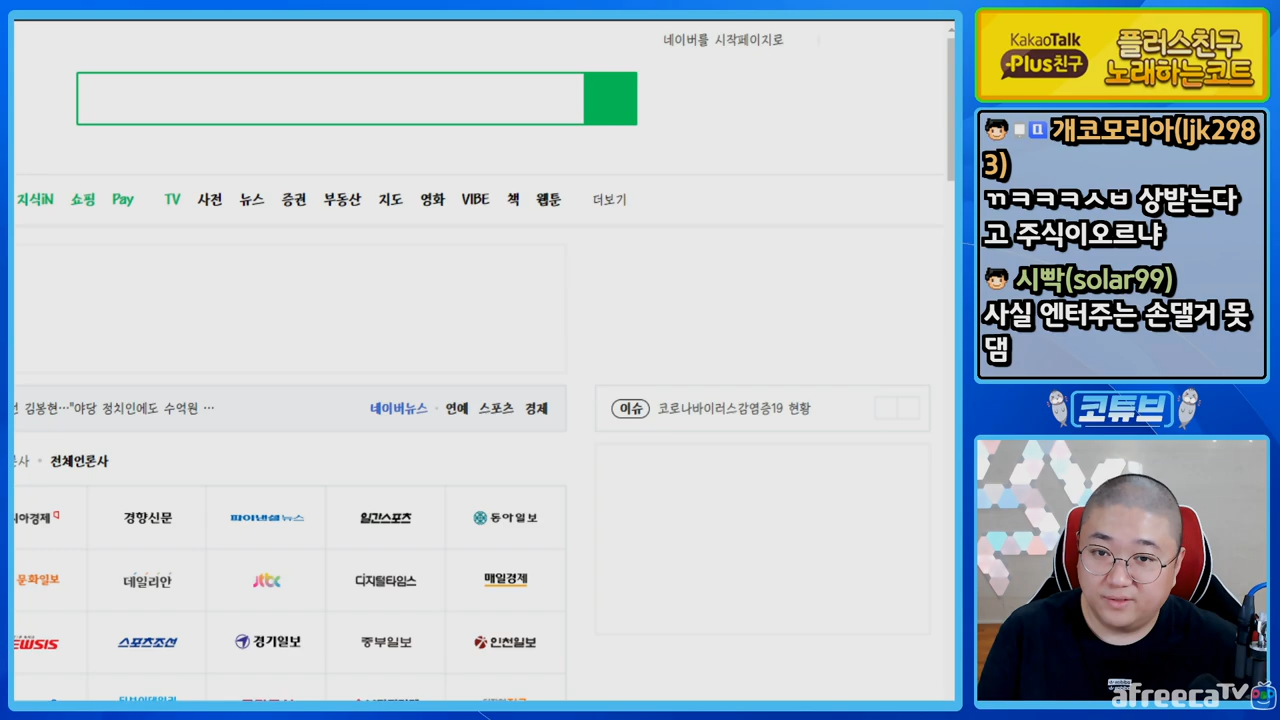 네이버를 시작페이지로
지식iN 쇼핑 Pay TV 사전 뉴스 증권 부동산 지도 영화 VIBE 책 웹툰 더보기
김봉현…"야당 정치인에도 수억원 …
네이버뉴스 · 연예 스포츠 경제
이슈 코로나바이러스감염증19 현황
전체언론사
경향신문 파이낸셜뉴스 일간스포츠 동아일보
문화일보 데일리안 jtbc 디지털타임스 매일경제
스포츠조선 경기일보 중부일보 인천일보
KakaoTalk
Plus친구
플러스친구
노래하는코트
개코모리아(ljk298
3)
ㄲㅋㅋㅋㅅㅂ 상받는다
고 주식이오르냐
시빡(solar99)
사실 엔터주는 손댈거 못
댐
코튜브
afreecaTV